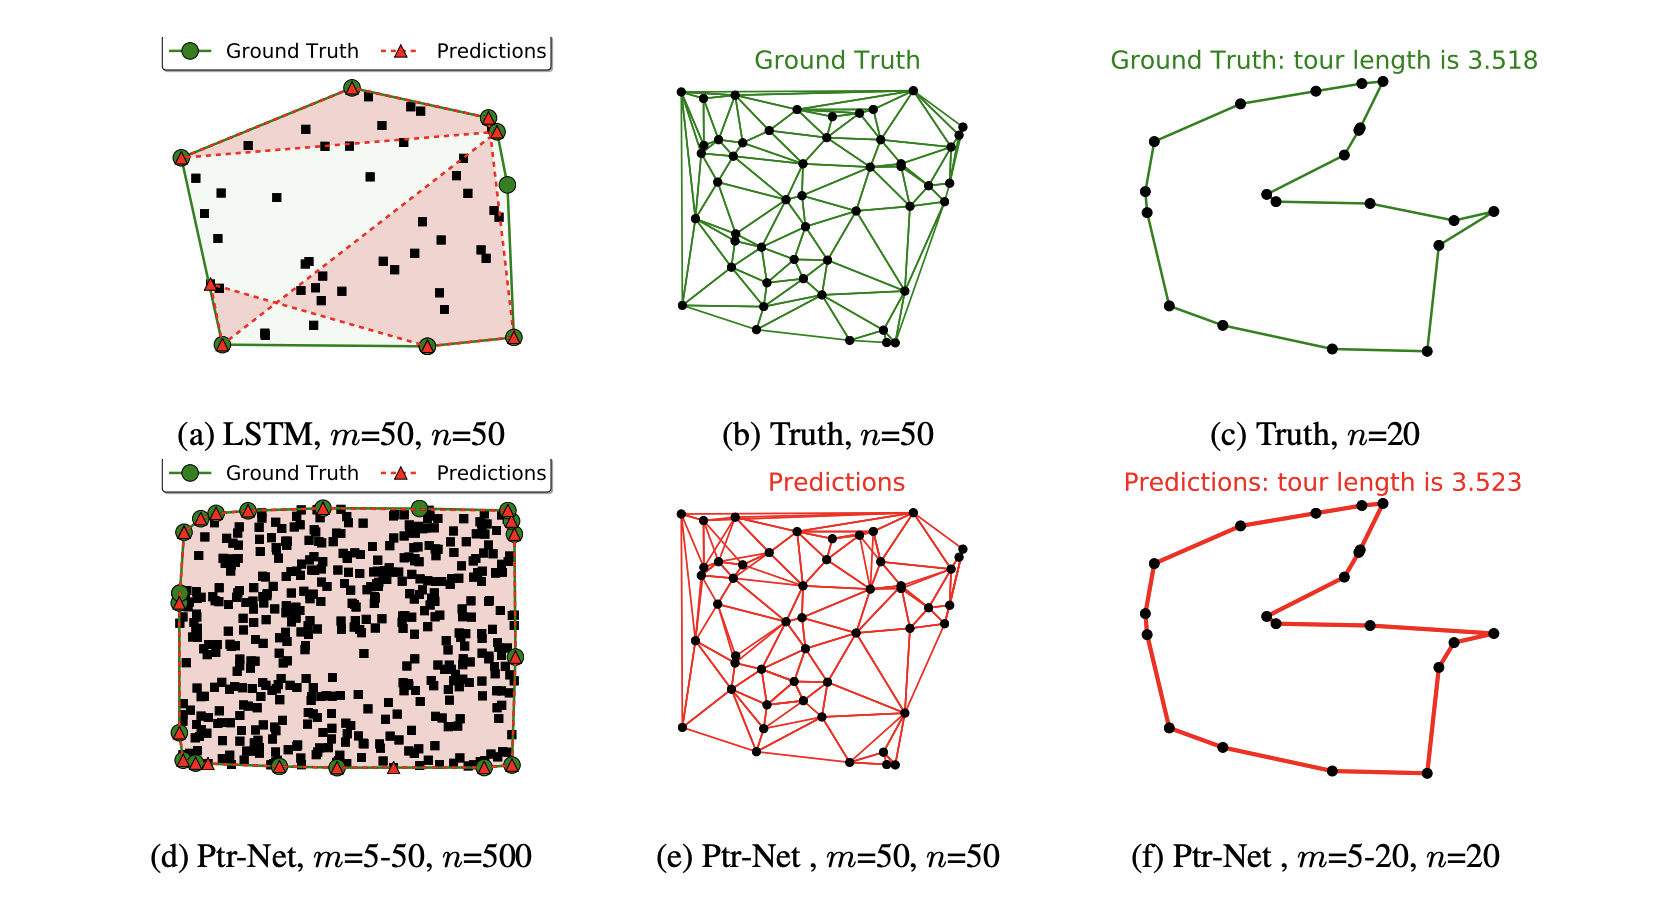 Ground Truth Predictions
Ground Truth
Ground Truth: tour length is 3.518
(a) LSTM, m=50, n=50
(b) Truth, n=50
(c) Truth, n=20
Ground Truth Predictions
Predictions
Predictions: tour length is 3.523
(d) Ptr-Net, m=5-50, n=500
(e) Ptr-Net , m=50, n=50
(f) Ptr-Net , m=5-20, n=20